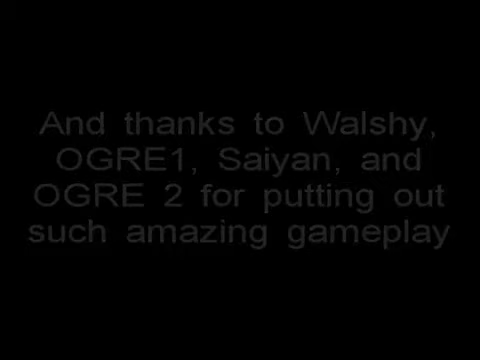 And thanks to Walshy,
OGRE1, Saiyan, and
OGRE 2 for putting out
such amazing gameplay